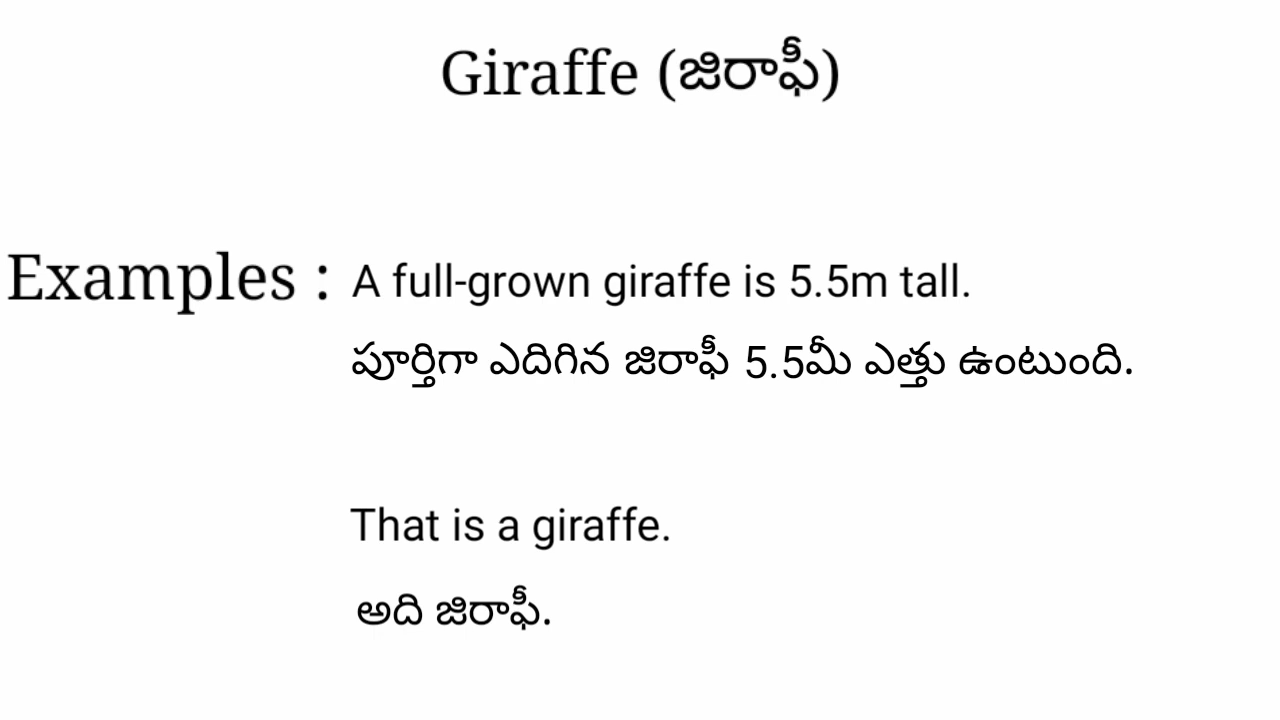 Giraffe (జిరాఫీ)
Examples : A full-grown giraffe is 5.5m tall.
పూర్తిగా ఎదిగిన జిరాఫీ 5.5మీ ఎత్తు ఉంటుంది.
That is a giraffe.
అది జిరాఫీ.